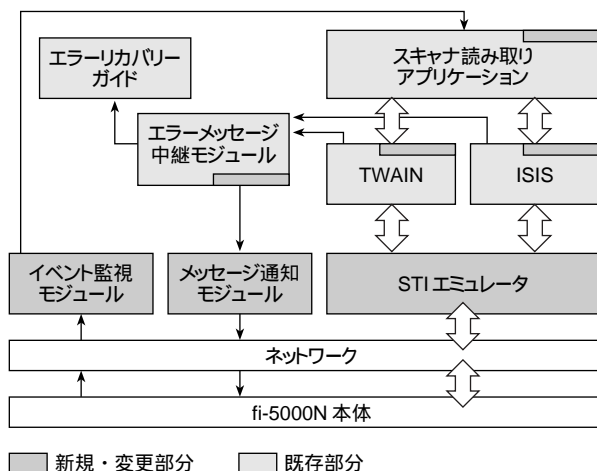 エラーリカバリー
ガイド
スキャナ読み取り
アプリケーション
エラーメッセージ
中継モジュール
TWAIN
ISIS
イベント監視
モジュール
メッセージ通知
モジュール
STIエミュレータ
ネットワーク
fi-5000N 本体
新規・変更部分
既存部分